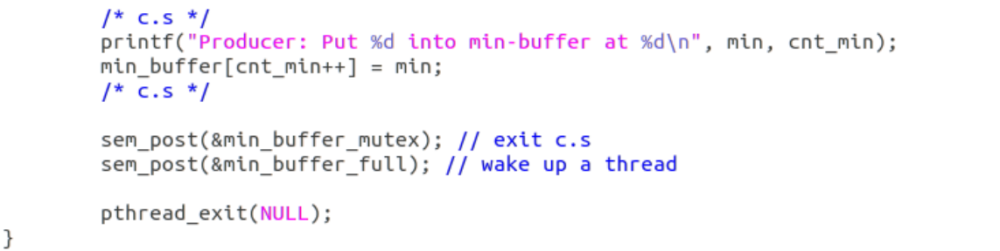 /* c.s */
printf("Producer: Put %d into min-buffer at %d\n", min, cnt_min);
min_buffer[cnt_min++] = min;
/* c.s */
sem_post(&min_buffer_mutex); // exit c.s
sem_post(&min_buffer_full); // wake up a thread
pthread_exit(NULL);
}